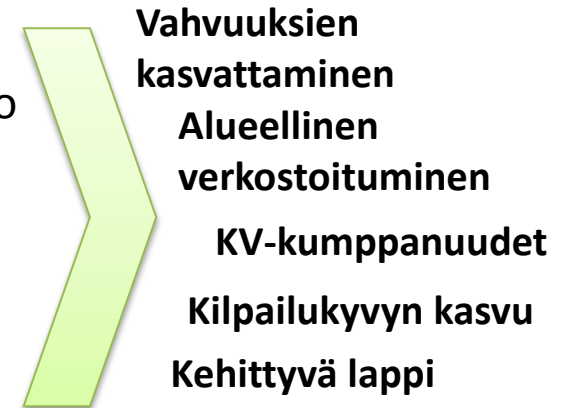 Vahvuuksien
kasvattaminen
o
Alueellinen
verkostoituminen
KV-kumppanuudet
Kilpailukyvyn kasvu
Kehittyvä lappi